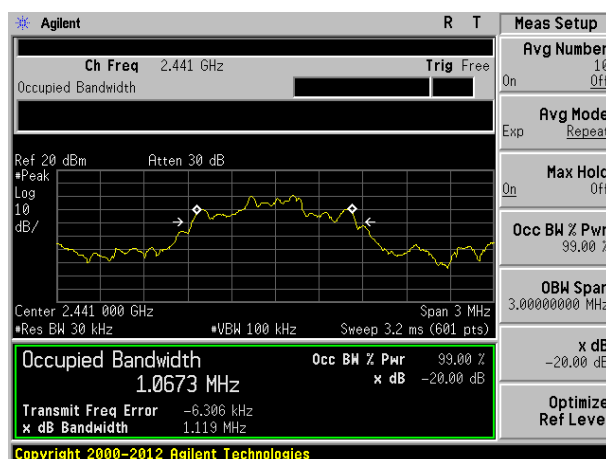 Agilent R T Meas Setup
Ch Freq 2.441 GHz Trig Free
Occupied Bandwidth
Ref 20 dBm Atten 30 dB
#Peak
Log
10
dB/
Center 2.441 000 GHz Span 3 MHz
#Res BW 30 kHz #VBW 100 kHz Sweep 3.2 ms (601 pts)
Occupied Bandwidth Occ BW % Pwr 99.00 %
1.0673 MHz x dB -20.00 dB
Transmit Freq Error -6.306 kHz
x dB Bandwidth 1.119 MHz
Copyright 2000-2012 Agilent Technologies
Avg Number
10
On Off
Avg Mode
Exp Repeat
Max Hold
On Off
Occ BW % Pwr
99.00 %
OBW Span
3.00000000 MHz
x dB
-20.00 dB
Optimize
Ref Level